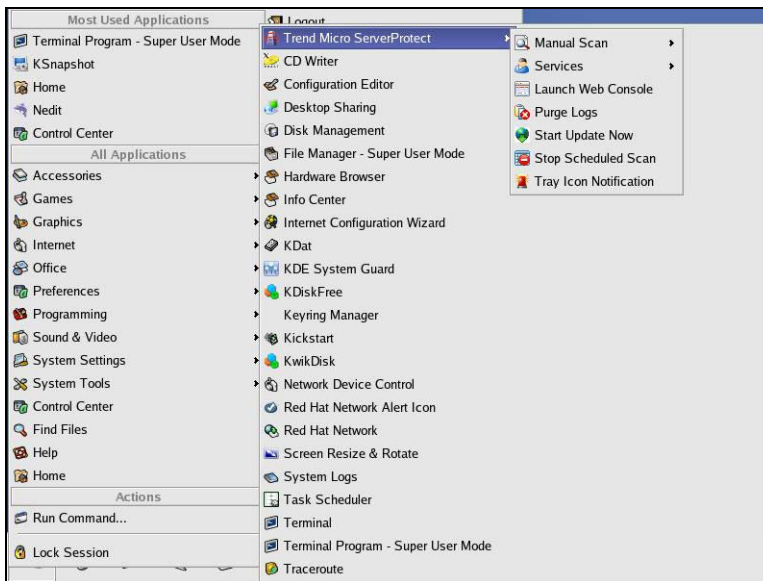 Most Used Applications
Terminal Program - Super User Mode
KSnapshot
Home
Nedit
Control Center
All Applications
Accessories
Games
Graphics
Internet
Office
Preferences
Programming
Sound & Video
System Settings
System Tools
Control Center
Find Files
Help
Home
Actions
Run Command...
Lock Session
Logout
Trend Micro ServerProtect
CD Writer
Configuration Editor
Desktop Sharing
Disk Management
File Manager - Super User Mode
Hardware Browser
Info Center
Internet Configuration Wizard
KDat
KDE System Guard
KDiskFree
Keyring Manager
Kickstart
KwikDisk
Network Device Control
Red Hat Network Alert Icon
Red Hat Network
Screen Resize & Rotate
System Logs
Task Scheduler
Terminal
Terminal Program - Super User Mode
Traceroute
Manual Scan
Services
Launch Web Console
Purge Logs
Start Update Now
Stop Scheduled Scan
Tray Icon Notification